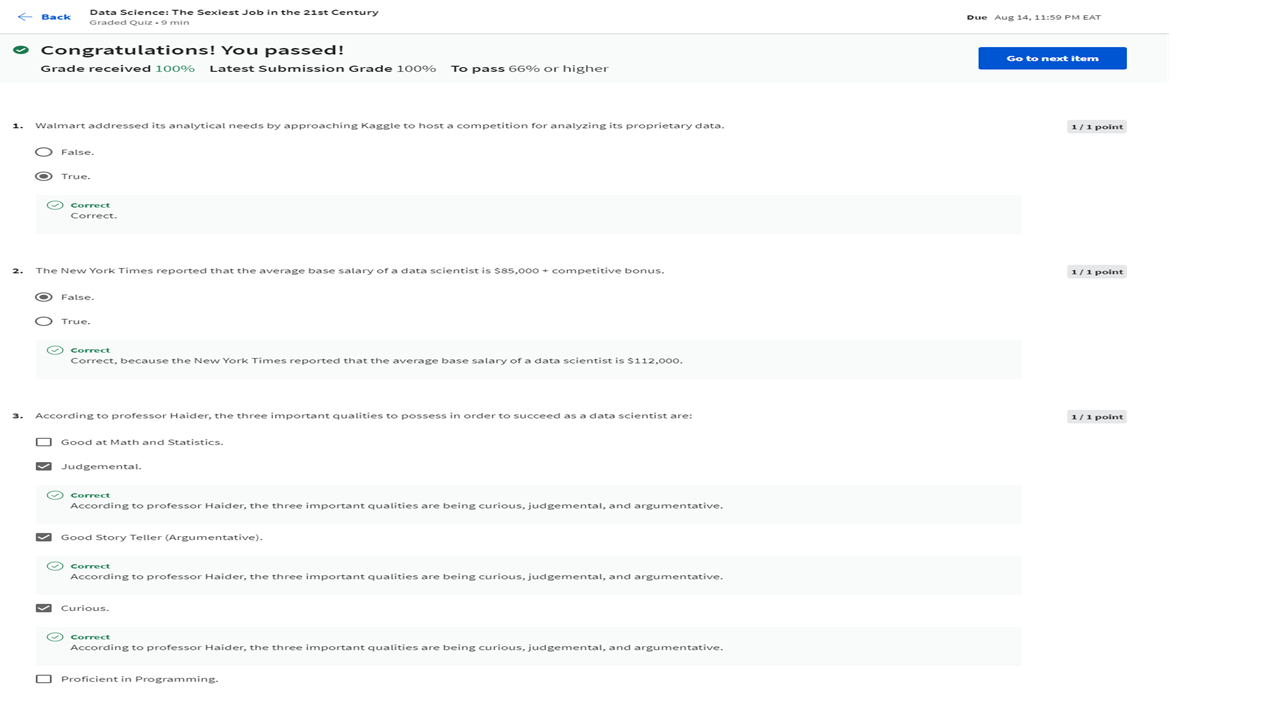 Back
Data Science: The Sexiest Job in the 21st Century
Graded Quiz • 9 min
Due Aug 14, 11:59 PM EAT
Congratulations! You passed!
Grade received 100% Latest Submission Grade 100% To pass 66% or higher
Go to next item
1. Walmart addressed its analytical needs by approaching Kaggle to host a competition for analyzing its proprietary data.
1 / 1 point
False.
True.
Correct
Correct.
2. The New York Times reported that the average base salary of a data scientist is $85,000 + competitive bonus.
1 / 1 point
False.
True.
Correct
Correct, because the New York Times reported that the average base salary of a data scientist is $112,000.
3. According to professor Haider, the three important qualities to possess in order to succeed as a data scientist are:
1 / 1 point
Good at Math and Statistics.
Judgemental.
Correct
According to professor Haider, the three important qualities are being curious, judgemental, and argumentative.
Good Story Teller (Argumentative).
Correct
According to professor Haider, the three important qualities are being curious, judgemental, and argumentative.
Curious.
Correct
According to professor Haider, the three important qualities are being curious, judgemental, and argumentative.
Proficient in Programming.